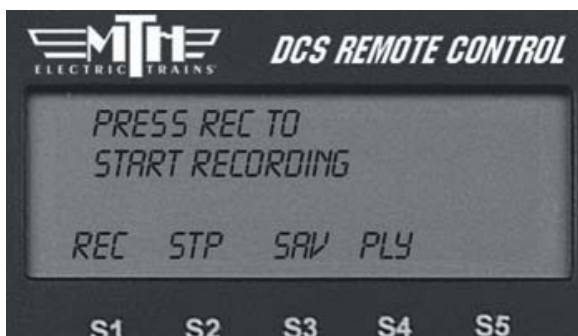 MTH
ELECTRIC TRAINS
DCS REMOTE CONTROL
PRESS REC TO
START RECORDING
REC STP SAV PLY
S1 S2 S3 S4 S5